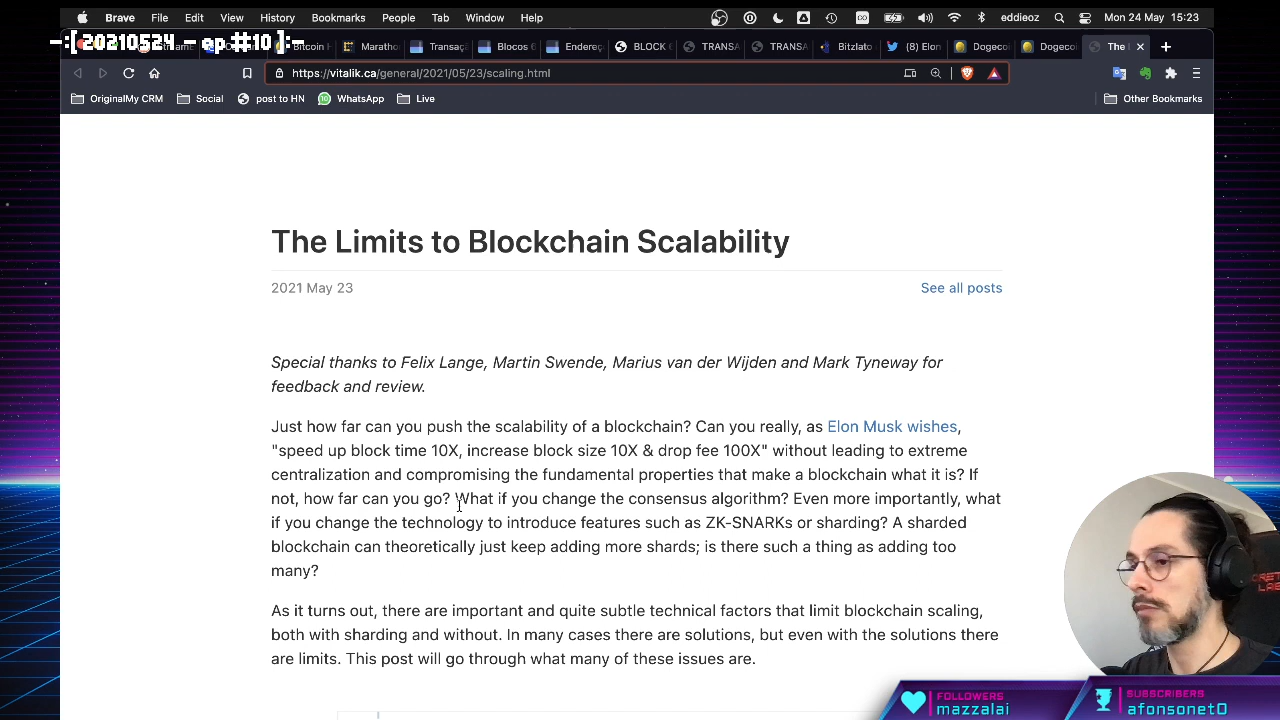 Brave File Edit View History Bookmarks People Tab Window Help eddieoz Mon 24 May 15:23
-:[ 20210524 - ep #10 ]:-
Bitcoin Maratho Transaç Blocos Endereç BLOCK TRANSA TRANSA Bitzlato (8) Elon Dogeco Dogecoi The
https://vitalik.ca/general/2021/05/23/scaling.html
OriginalMy CRM Social post to HN WhatsApp Live Other Bookmarks
The Limits to Blockchain Scalability
2021 May 23 See all posts
Special thanks to Felix Lange, Martin Swende, Marius van der Wijden and Mark Tyneway for
feedback and review.
Just how far can you push the scalability of a blockchain? Can you really, as Elon Musk wishes,
"speed up block time 10X, increase block size 10X & drop fee 100X" without leading to extreme
centralization and compromising the fundamental properties that make a blockchain what it is? If
not, how far can you go? What if you change the consensus algorithm? Even more importantly, what
if you change the technology to introduce features such as ZK-SNARKs or sharding? A sharded
blockchain can theoretically just keep adding more shards; is there such a thing as adding too
many?
As it turns out, there are important and quite subtle technical factors that limit blockchain scaling,
both with sharding and without. In many cases there are solutions, but even with the solutions there
are limits. This post will go through what many of these issues are.
FOLLOWERS
mazzalai
SUBSCRIBERS
afonsonet0